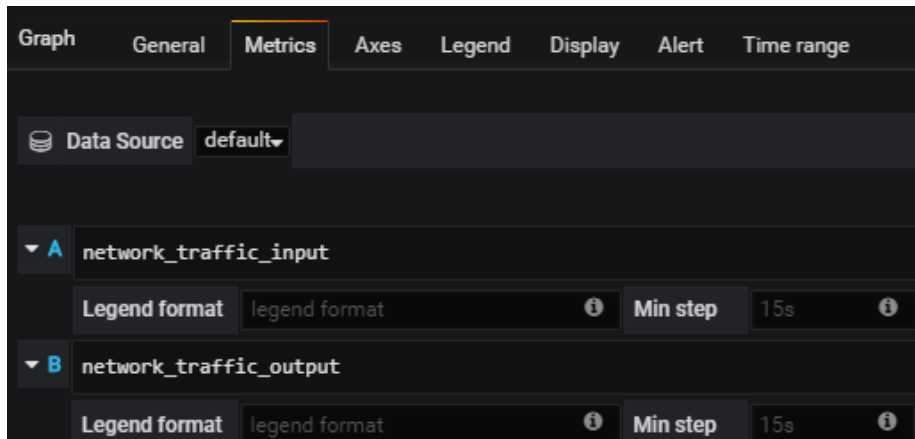 Graph General Metrics Axes Legend Display Alert Time range
Data Source default
A network_traffic_input
Legend format legend format Min step 15s
B network_traffic_output
Legend format legend format Min step 15s